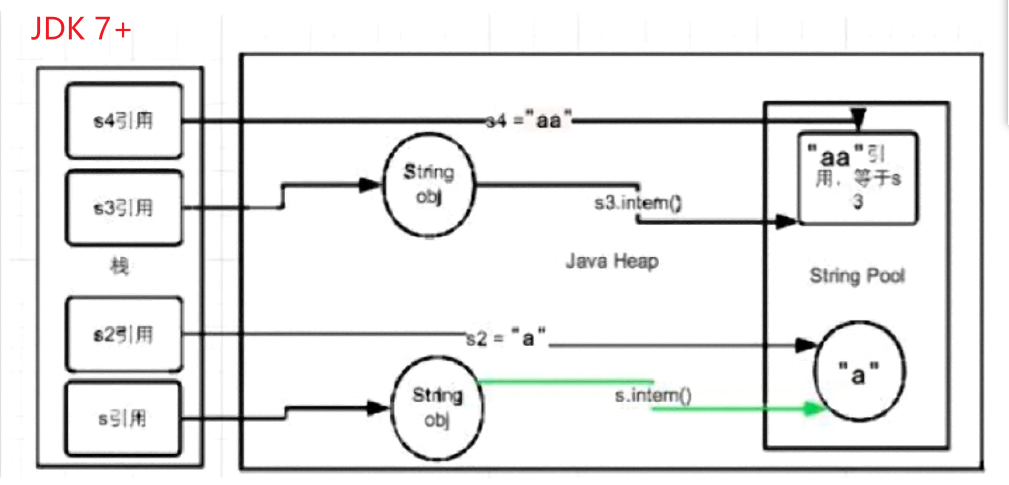 JDK 7+
s4引用
s4 ="aa"
"aa"引
用，等于s
3
String
obj
s3引用
s3.intern()
栈
Java Heap
String Pool
s2引用
s2 = "a"
"a"
String
obj
s.intern()
s引用